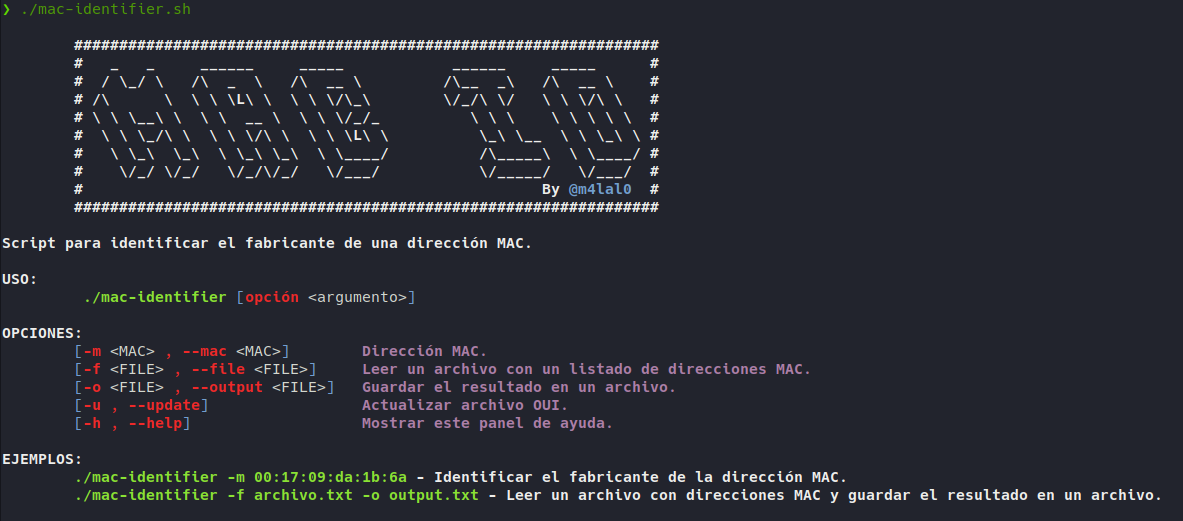 ❯ ./mac-identifier.sh
#################################################################
#   _   _     ______     _____            ______     _____      #
#  / \_/ \   /\  _  \   /\  __ \         /\__  _\   /\  __ \    #
# /\      \  \ \ \L\ \  \ \ \/\_\        \/_/\ \/   \ \ \/\ \   #
# \ \ \__\ \  \ \  __ \  \ \ \/_/_          \ \ \    \ \ \ \ \  #
#  \ \ \_/\ \  \ \ \/\ \  \ \ \L\ \          \_\ \__  \ \ \_\ \ #
#   \ \_\  \_\  \ \_\ \_\  \ \____/          /\_____\  \ \____/ #
#    \/_/ \/_/   \/_/\/_/   \/___/           \/_____/   \/___/  #
#                                                   By @m4lal0  #
#################################################################
Script para identificar el fabricante de una dirección MAC.
USO:
./mac-identifier [opción <argumento>]
OPCIONES:
[-m <MAC> , --mac <MAC>] Dirección MAC.
[-f <FILE> , --file <FILE>] Leer un archivo con un listado de direcciones MAC.
[-o <FILE> , --output <FILE>] Guardar el resultado en un archivo.
[-u , --update] Actualizar archivo OUI.
[-h , --help] Mostrar este panel de ayuda.
EJEMPLOS:
./mac-identifier -m 00:17:09:da:1b:6a - Identificar el fabricante de la dirección MAC.
./mac-identifier -f archivo.txt -o output.txt - Leer un archivo con direcciones MAC y guardar el resultado en un archivo.